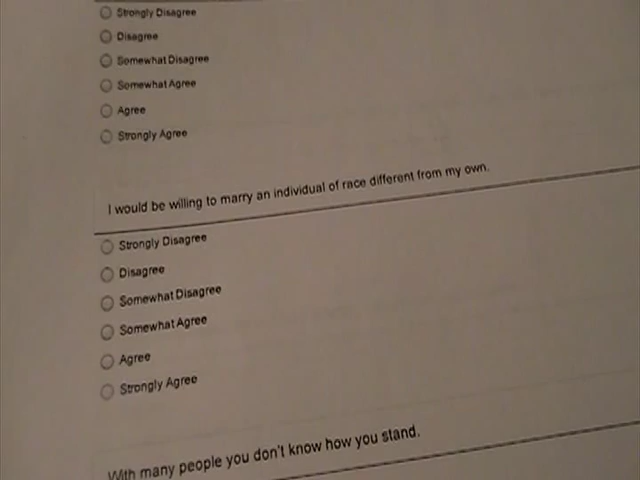 Strongly Disagree
Disagree
Somewhat Disagree
Somewhat Agree
Agree
Strongly Agree
I would be willing to marry an individual of race different from my own.
Strongly Disagree
Disagree
Somewhat Disagree
Somewhat Agree
Agree
Strongly Agree
With many people you don't know how you stand.